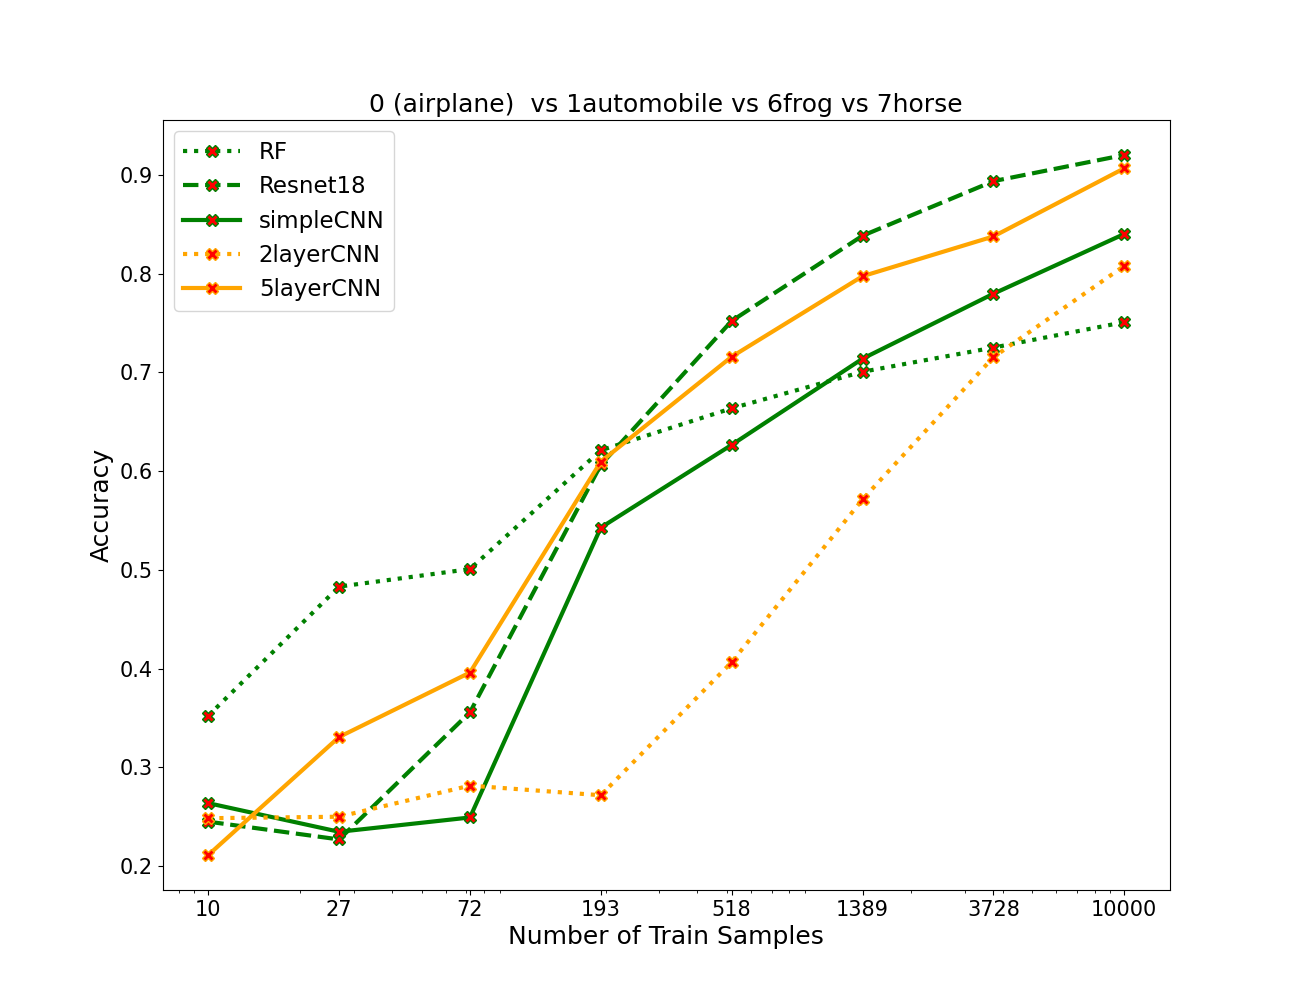 0 (airplane)  vs 1automobile vs 6frog vs 7horse
RF
Resnet18
simpleCNN
2layerCNN
5layerCNN
Accuracy
0.9
0.8
0.7
0.6
0.5
0.4
0.3
0.2
10 27 72 193 518 1389 3728 10000
Number of Train Samples